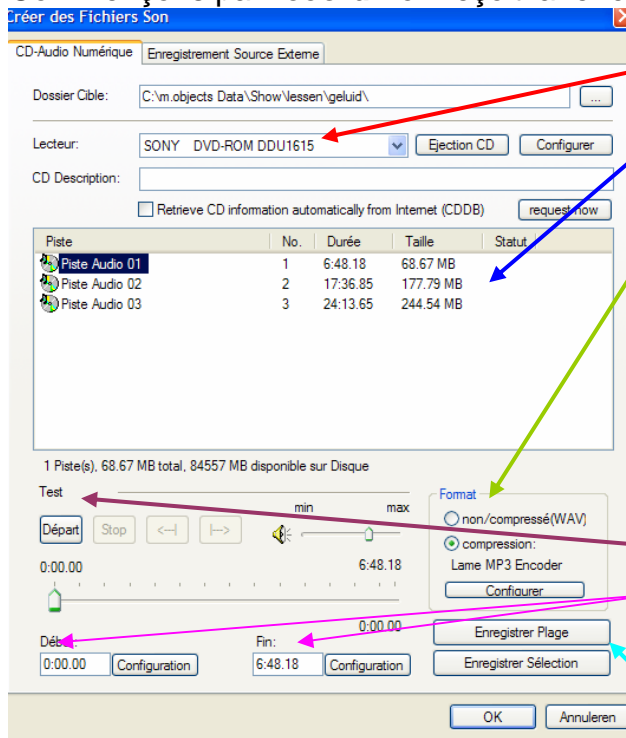 Créer des Fichiers Son
CD-Audio Numérique Enregistrement Source Externe
Dossier Cible: C:\m.objects Data\Show\lessen\geluid\ ...
Lecteur: SONY DVD-ROM DDU1615 Ejection CD Configurer
CD Description:
Retrieve CD information automatically from Internet (CDDB) request now
Piste No. Durée Taille Statut
Piste Audio 01 1 6:48.18 68.67 MB
Piste Audio 02 2 17:36.85 177.79 MB
Piste Audio 03 3 24:13.65 244.54 MB
1 Piste(s), 68.67 MB total, 84557 MB disponible sur Disque
Test
min max
Départ Stop <--| |-->
0:00.00 6:48.18
0:00.00
Format
non/compressé(WAV)
compression:
Lame MP3 Encoder
Configurer
Début: Fin:
0:00.00 Configuration 6:48.18 Configuration
Enregistrer Plage
Enregistrer Sélection
OK Annuleren